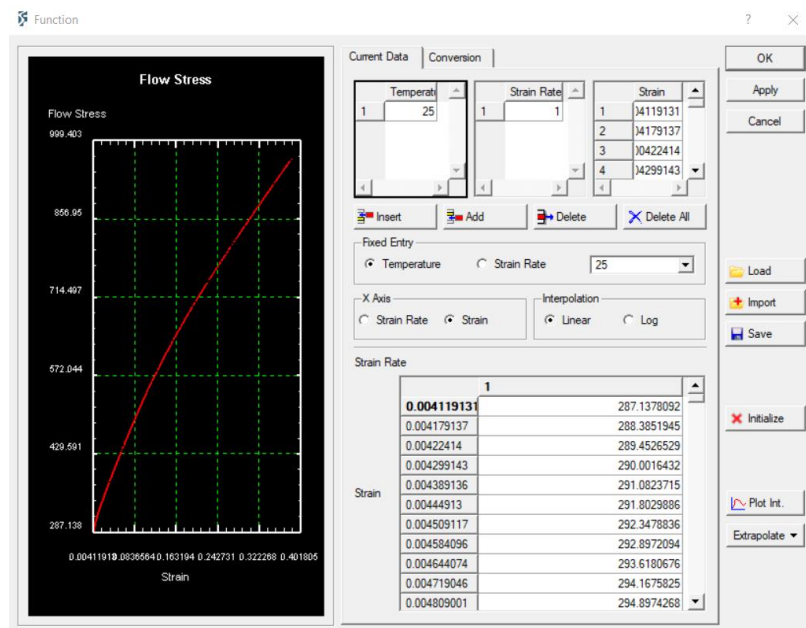 Function
?
Flow Stress
Flow Stress
999.403
856.95
714.497
572.044
429.591
287.138
0.163194 0.242731 0.322268 0.401805
Strain
Current Data Conversion
Temperati
1 25
Strain Rate
1 1
Strain
1 )4119131
2 )4179137
3 )0422414
4 )4299143
Insert Add Delete Delete All
Fixed Entry
Temperature Strain Rate 25
X Axis
Strain Rate Strain
Interpolation
Linear Log
Strain Rate
1
Strain
0.004119131 287.1378092
0.004179137 288.3851945
0.00422414 289.4526529
0.004299143 290.0016432
0.004389136 291.0823715
0.00444913 291.8029886
0.004509117 292.3478836
0.004584096 292.8972094
0.004644074 293.6180676
0.004719046 294.1675825
0.004809001 294.8974268
OK
Apply
Cancel
Load
Import
Save
Initialize
Plot Int.
Extrapolate